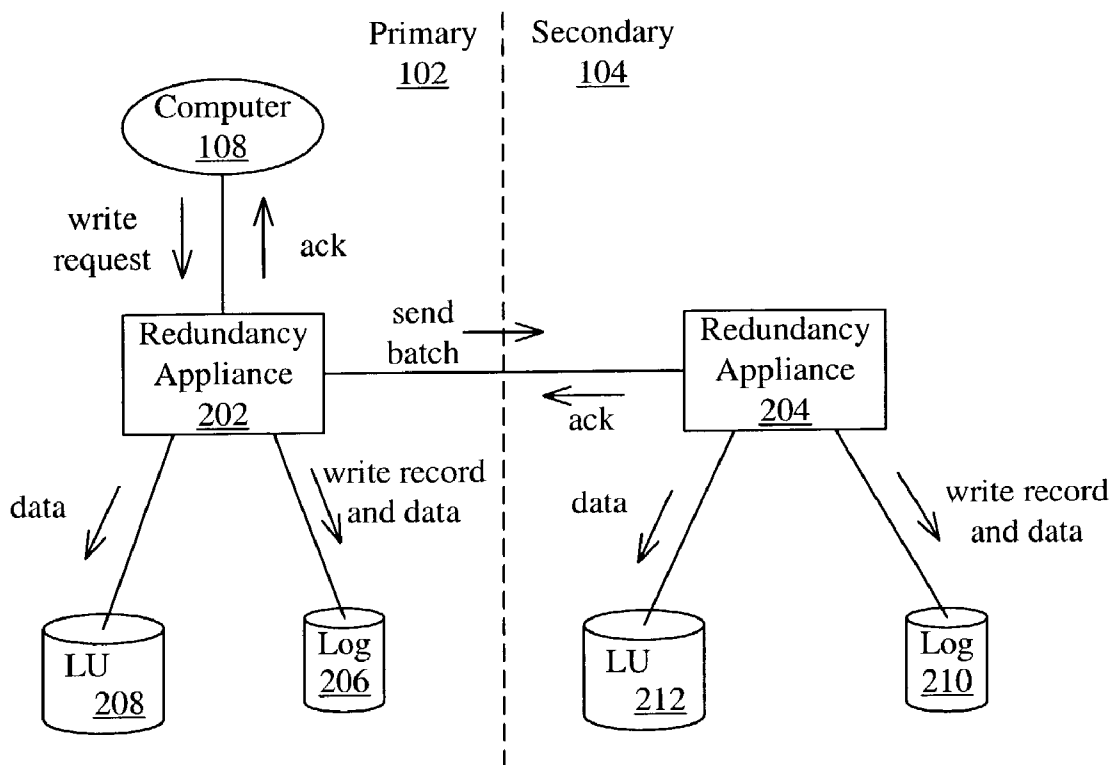 Primary
102
Secondary
104
Computer
108
write
request
ack
Redundancy
Appliance
202
send
batch
ack
Redundancy
Appliance
204
data
write record
and data
data
write record
and data
LU
208
Log
206
LU
212
Log
210